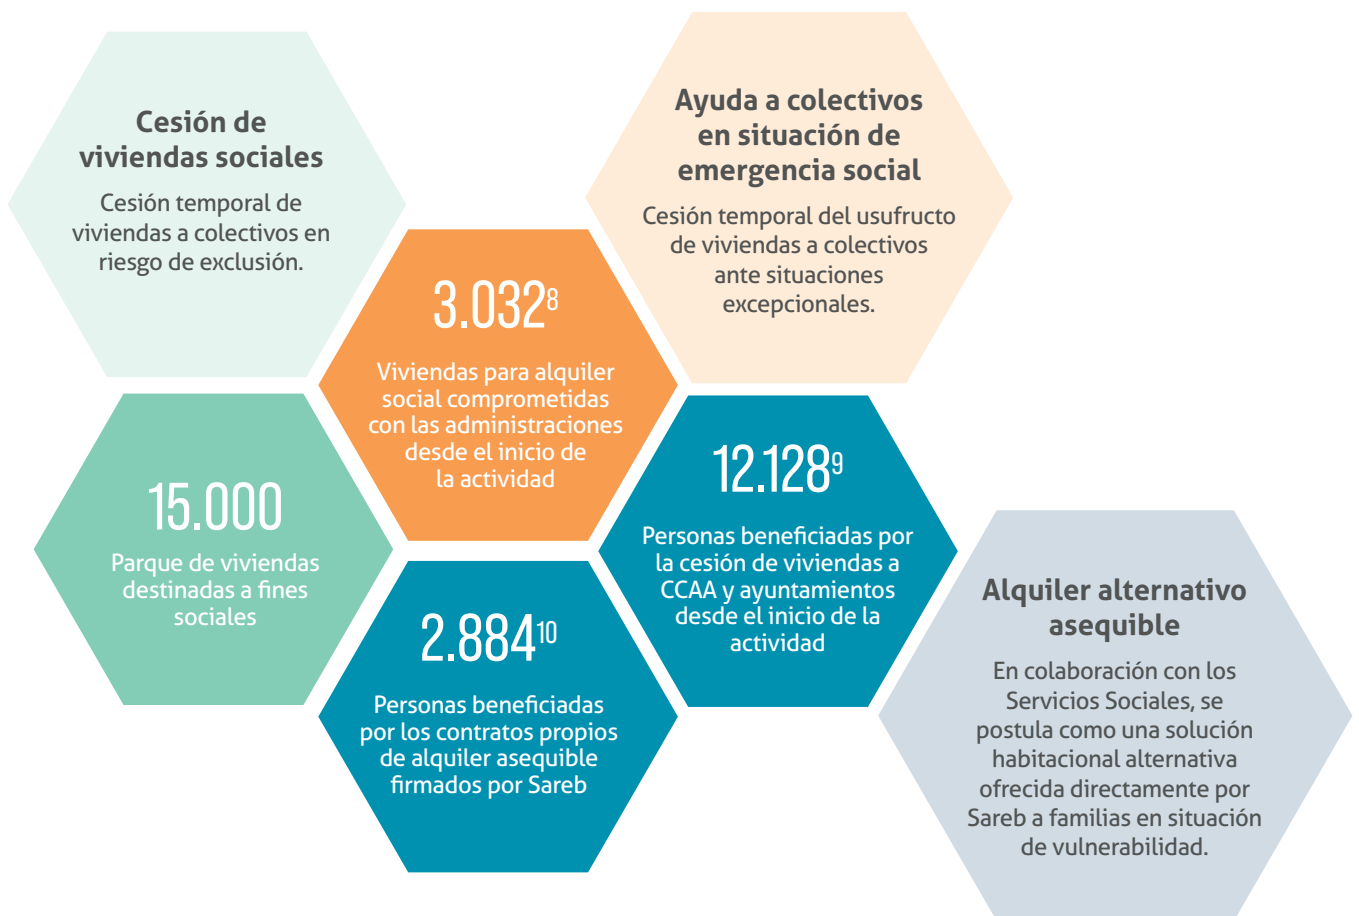 Cesión de
viviendas sociales
Cesión temporal de
viviendas a colectivos en
riesgo de exclusión.
Ayuda a colectivos
en situación de
emergencia social
Cesión temporal del usufructo
de viviendas a colectivos
ante situaciones
excepcionales.
3.032⁸
Viviendas para alquiler
social comprometidas
con las administraciones
desde el inicio de
la actividad
15.000
Parque de viviendas
destinadas a fines
sociales
12.128⁹
Personas beneficiadas por
la cesión de viviendas a
CCAA y ayuntamientos
desde el inicio de la
actividad
2.884¹⁰
Personas beneficiadas
por los contratos propios
de alquiler asequible
firmados por Sareb
Alquiler alternativo
asequible
En colaboración con los
Servicios Sociales, se
postula como una solución
habitacional alternativa
ofrecida directamente por
Sareb a familias en situación
de vulnerabilidad.